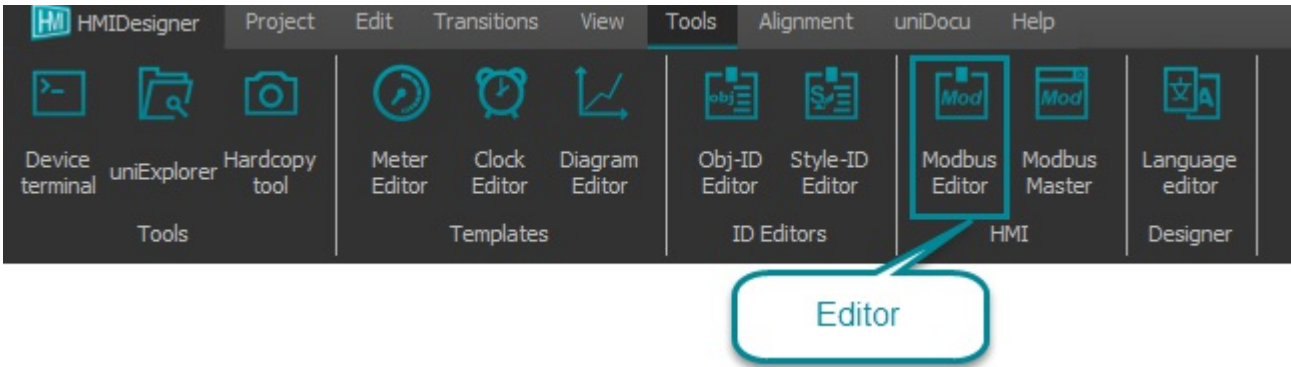 HMI HMIDesigner Project Edit Transitions View Tools Alignment uniDocu Help
>_ obj S Mod Mod 文 A
Device terminal
uniExplorer
Hardcopy tool
Meter Editor
Clock Editor
Diagram Editor
Obj-ID Editor
Style-ID Editor
Modbus Editor
Modbus Master
Language editor
Tools Templates ID Editors HMI Designer
Editor